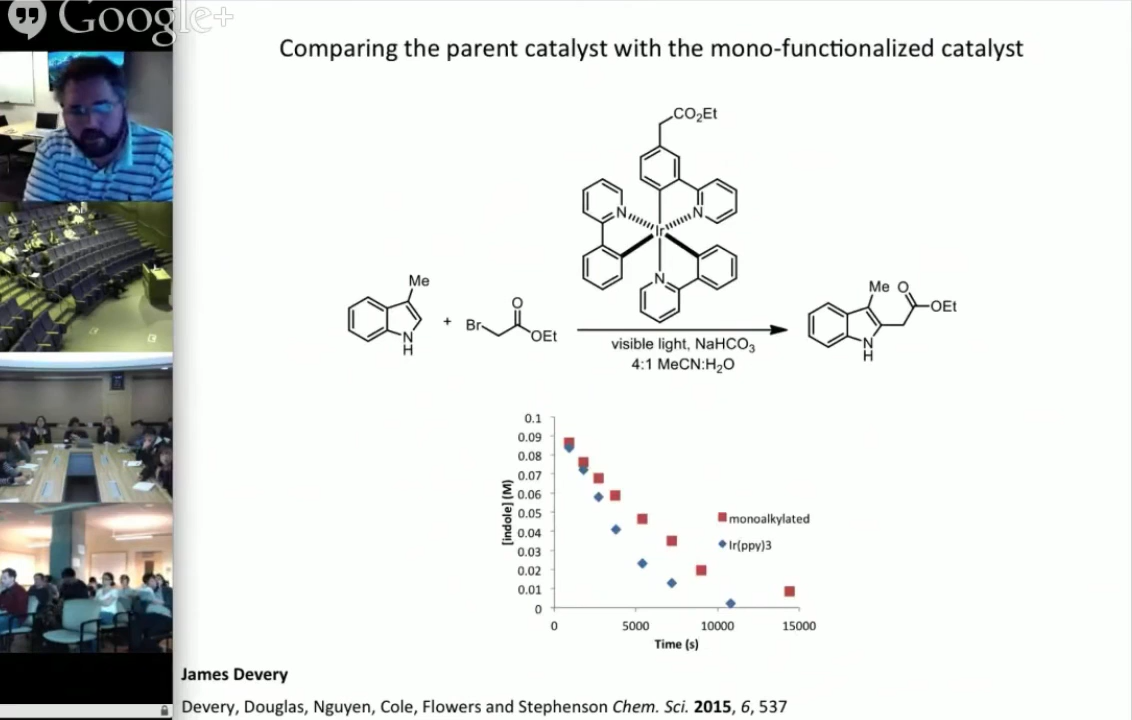 Google+
Comparing the parent catalyst with the mono-functionalized catalyst
CO₂Et
N
N
Ir
N
Me
N
H
+
Br
O
OEt
visible light, NaHCO₃
4:1 MeCN:H₂O
Me
O
OEt
N
H
0.1
0.09
0.08
0.07
0.06
0.05
0.04
0.03
0.02
0.01
0
[indole] (M)
monoalkylated
Ir(ppy)3
0
5000
10000
15000
Time (s)
James Devery
Devery, Douglas, Nguyen, Cole, Flowers and Stephenson Chem. Sci. 2015, 6, 537